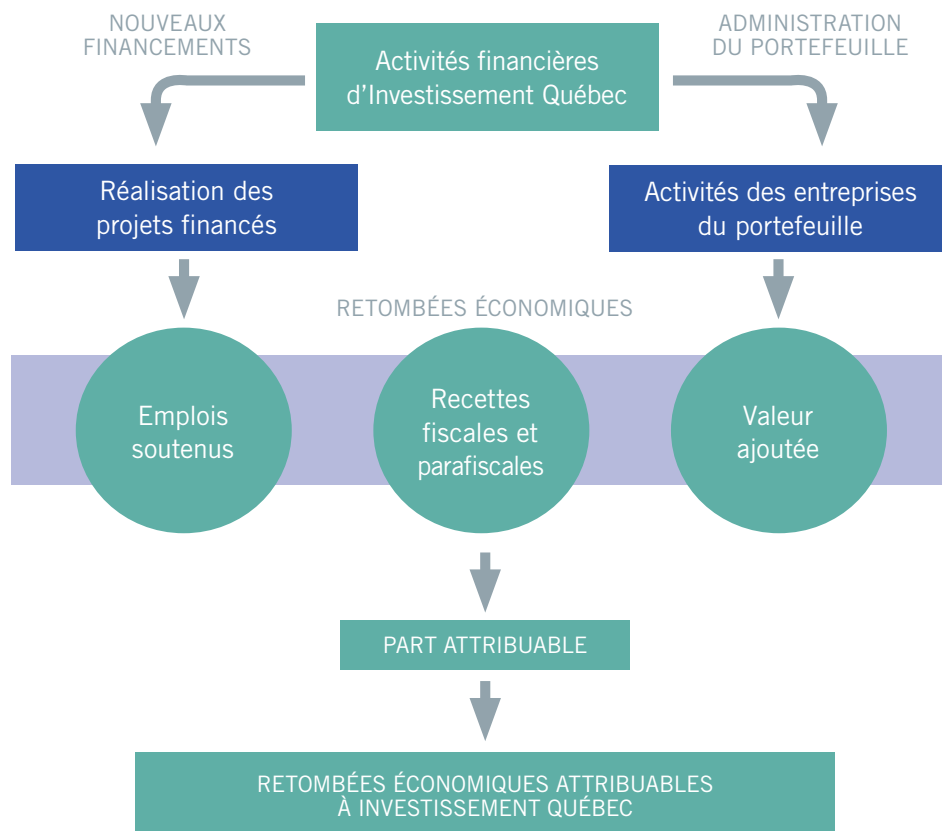 NOUVEAUX
FINANCEMENTS
Activités financières
d'Investissement Québec
ADMINISTRATION
DU PORTEFEUILLE
Réalisation des
projets financés
Activités des entreprises
du portefeuille
RETOMBÉES ÉCONOMIQUES
Emplois
soutenus
Recettes
fiscales et
parafiscales
Valeur
ajoutée
PART ATTRIBUABLE
RETOMBÉES ÉCONOMIQUES ATTRIBUABLES
À INVESTISSEMENT QUÉBEC